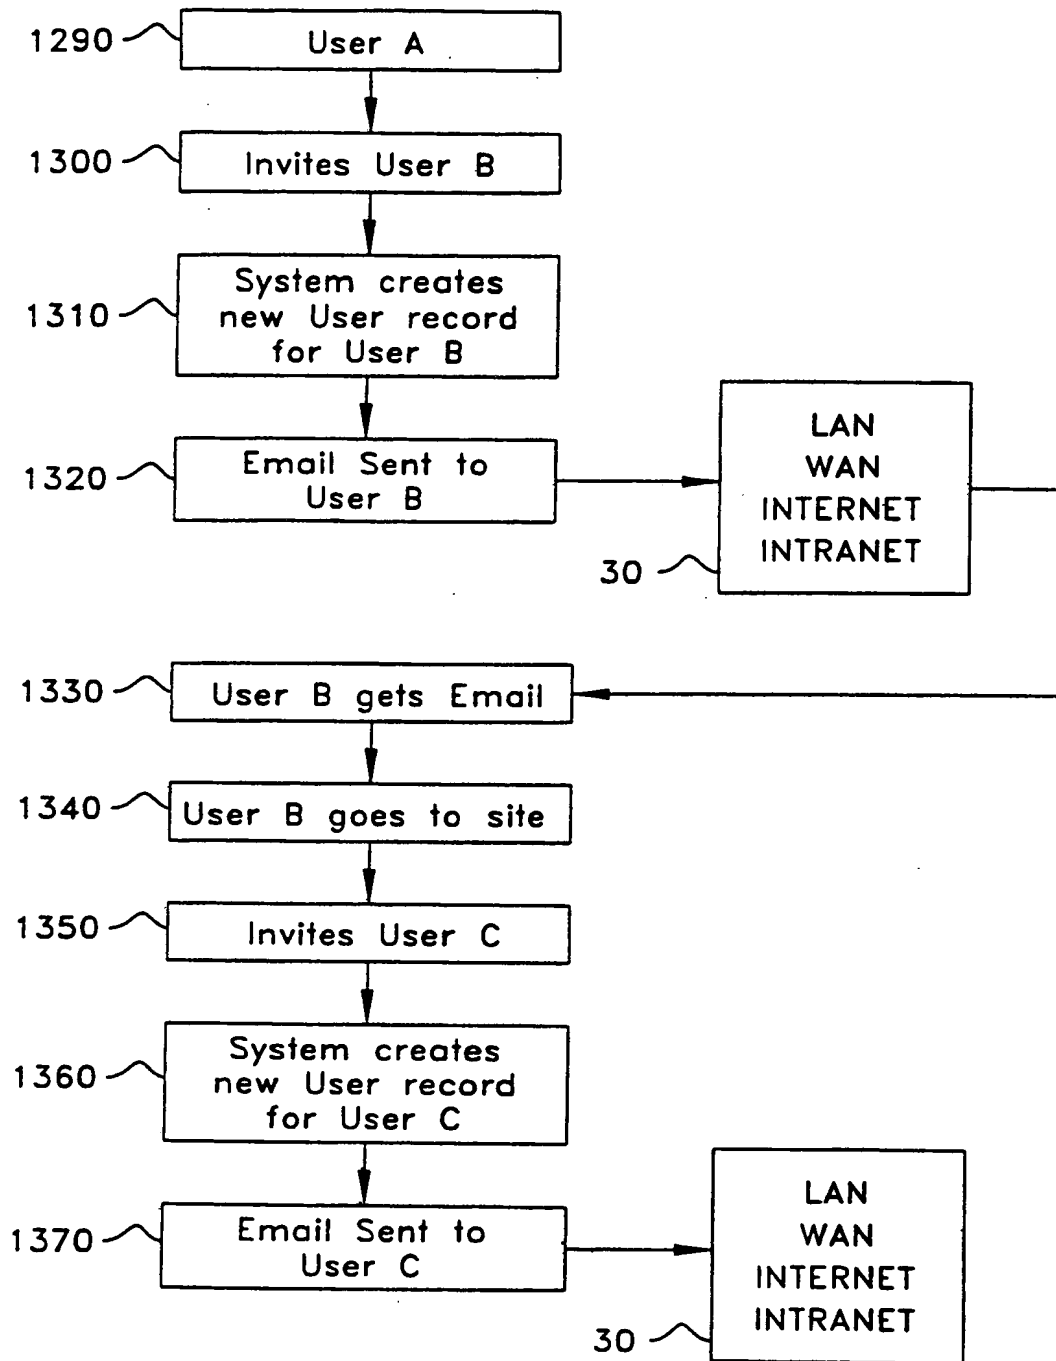 1290
User A
1300
Invites User B
1310
System creates
new User record
for User B
1320
Email Sent to
User B
LAN
WAN
INTERNET
INTRANET
30
1330
User B gets Email
1340
User B goes to site
1350
Invites User C
1360
System creates
new User record
for User C
1370
Email Sent to
User C
LAN
WAN
INTERNET
INTRANET
30